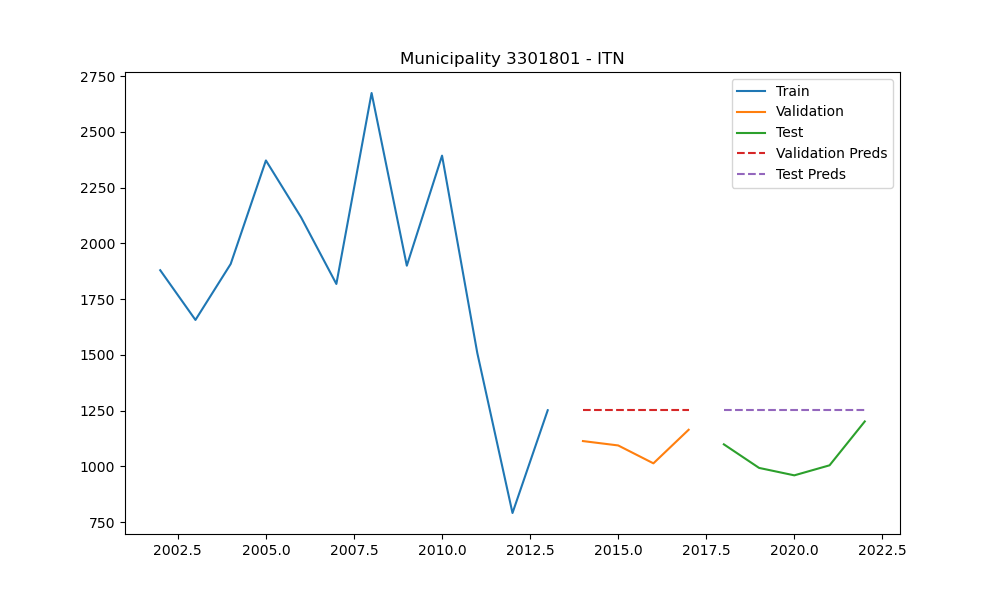 Municipality 3301801 - ITN
2750
2500
2250
2000
1750
1500
1250
1000
750
Train
Validation
Test
Validation Preds
Test Preds
2002.5 2005.0 2007.5 2010.0 2012.5 2015.0 2017.5 2020.0 2022.5